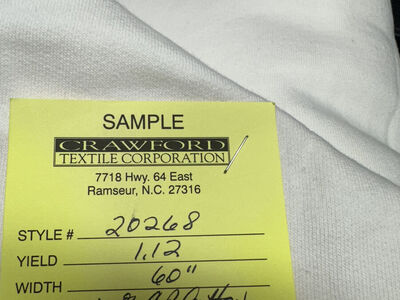 SAMPLE
CRAWFORD
TEXTILE CORPORATION
7718 Hwy. 64 East
Ramseur, N.C. 27316
STYLE # 20268
YIELD 1.12
WIDTH 60"